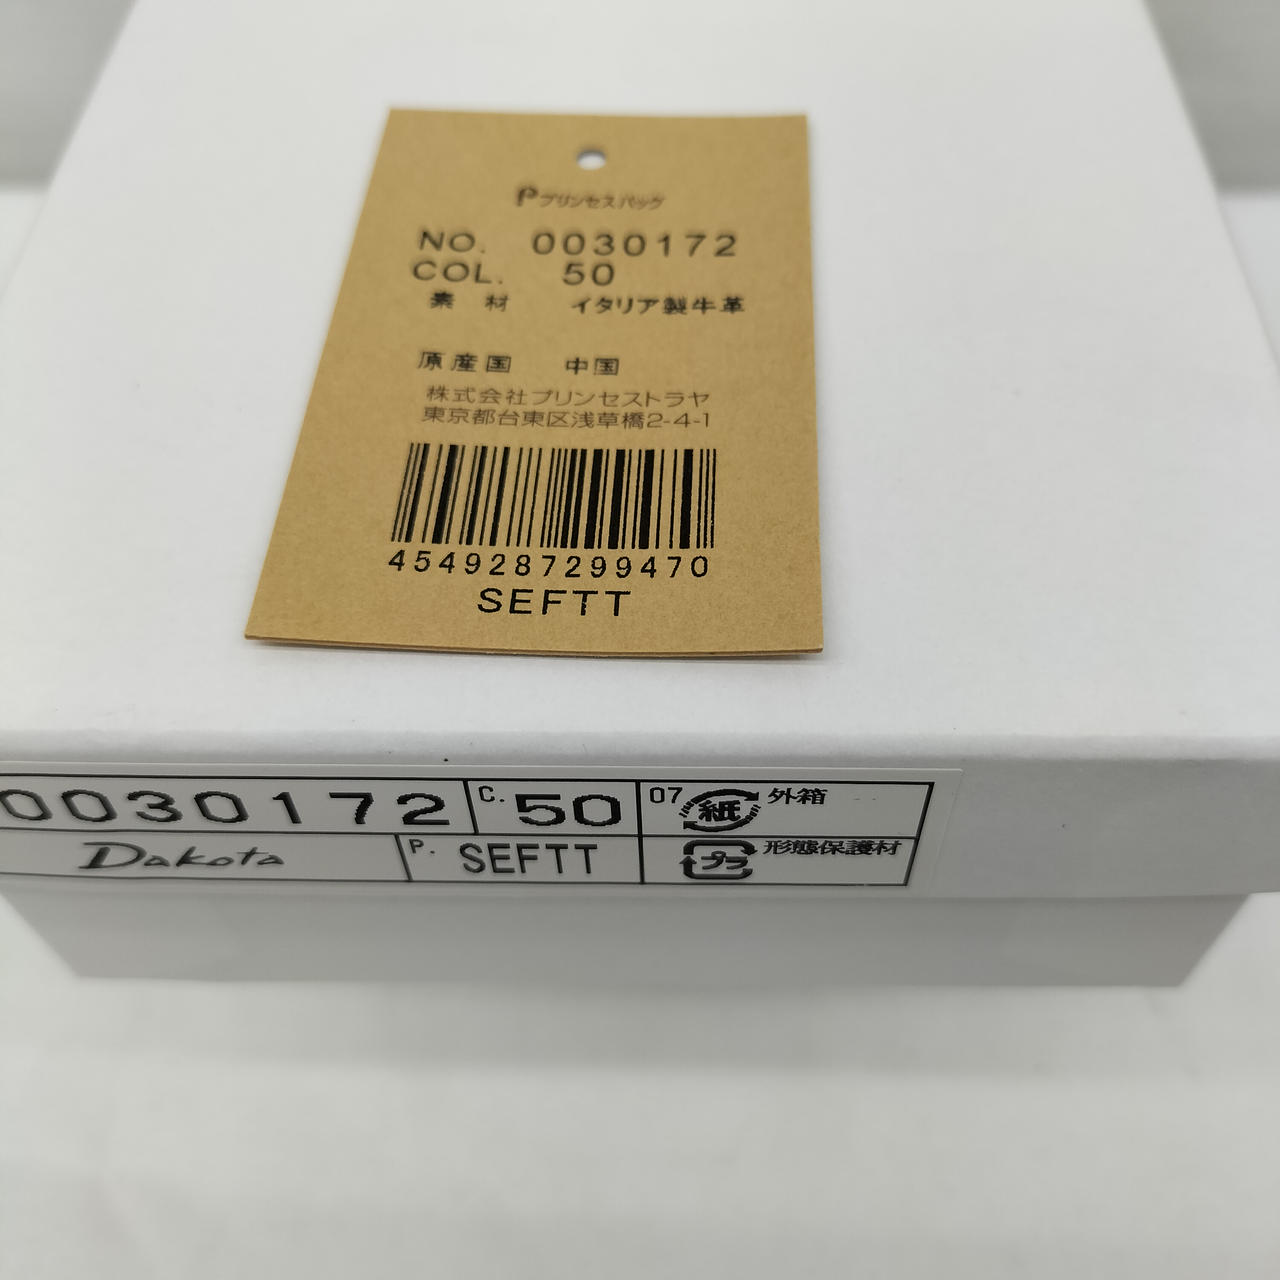 P プリンセスバッグ
NO. 0030172
COL. 50
素材 イタリア製牛革
原産国 中国
株式会社プリンセストラヤ
東京都台東区浅草橋2-4-1
4549287299470
SEFTT
0030172 C. 50 07 紙 外箱
Dakota P. SEFTT プラ 形態保護材